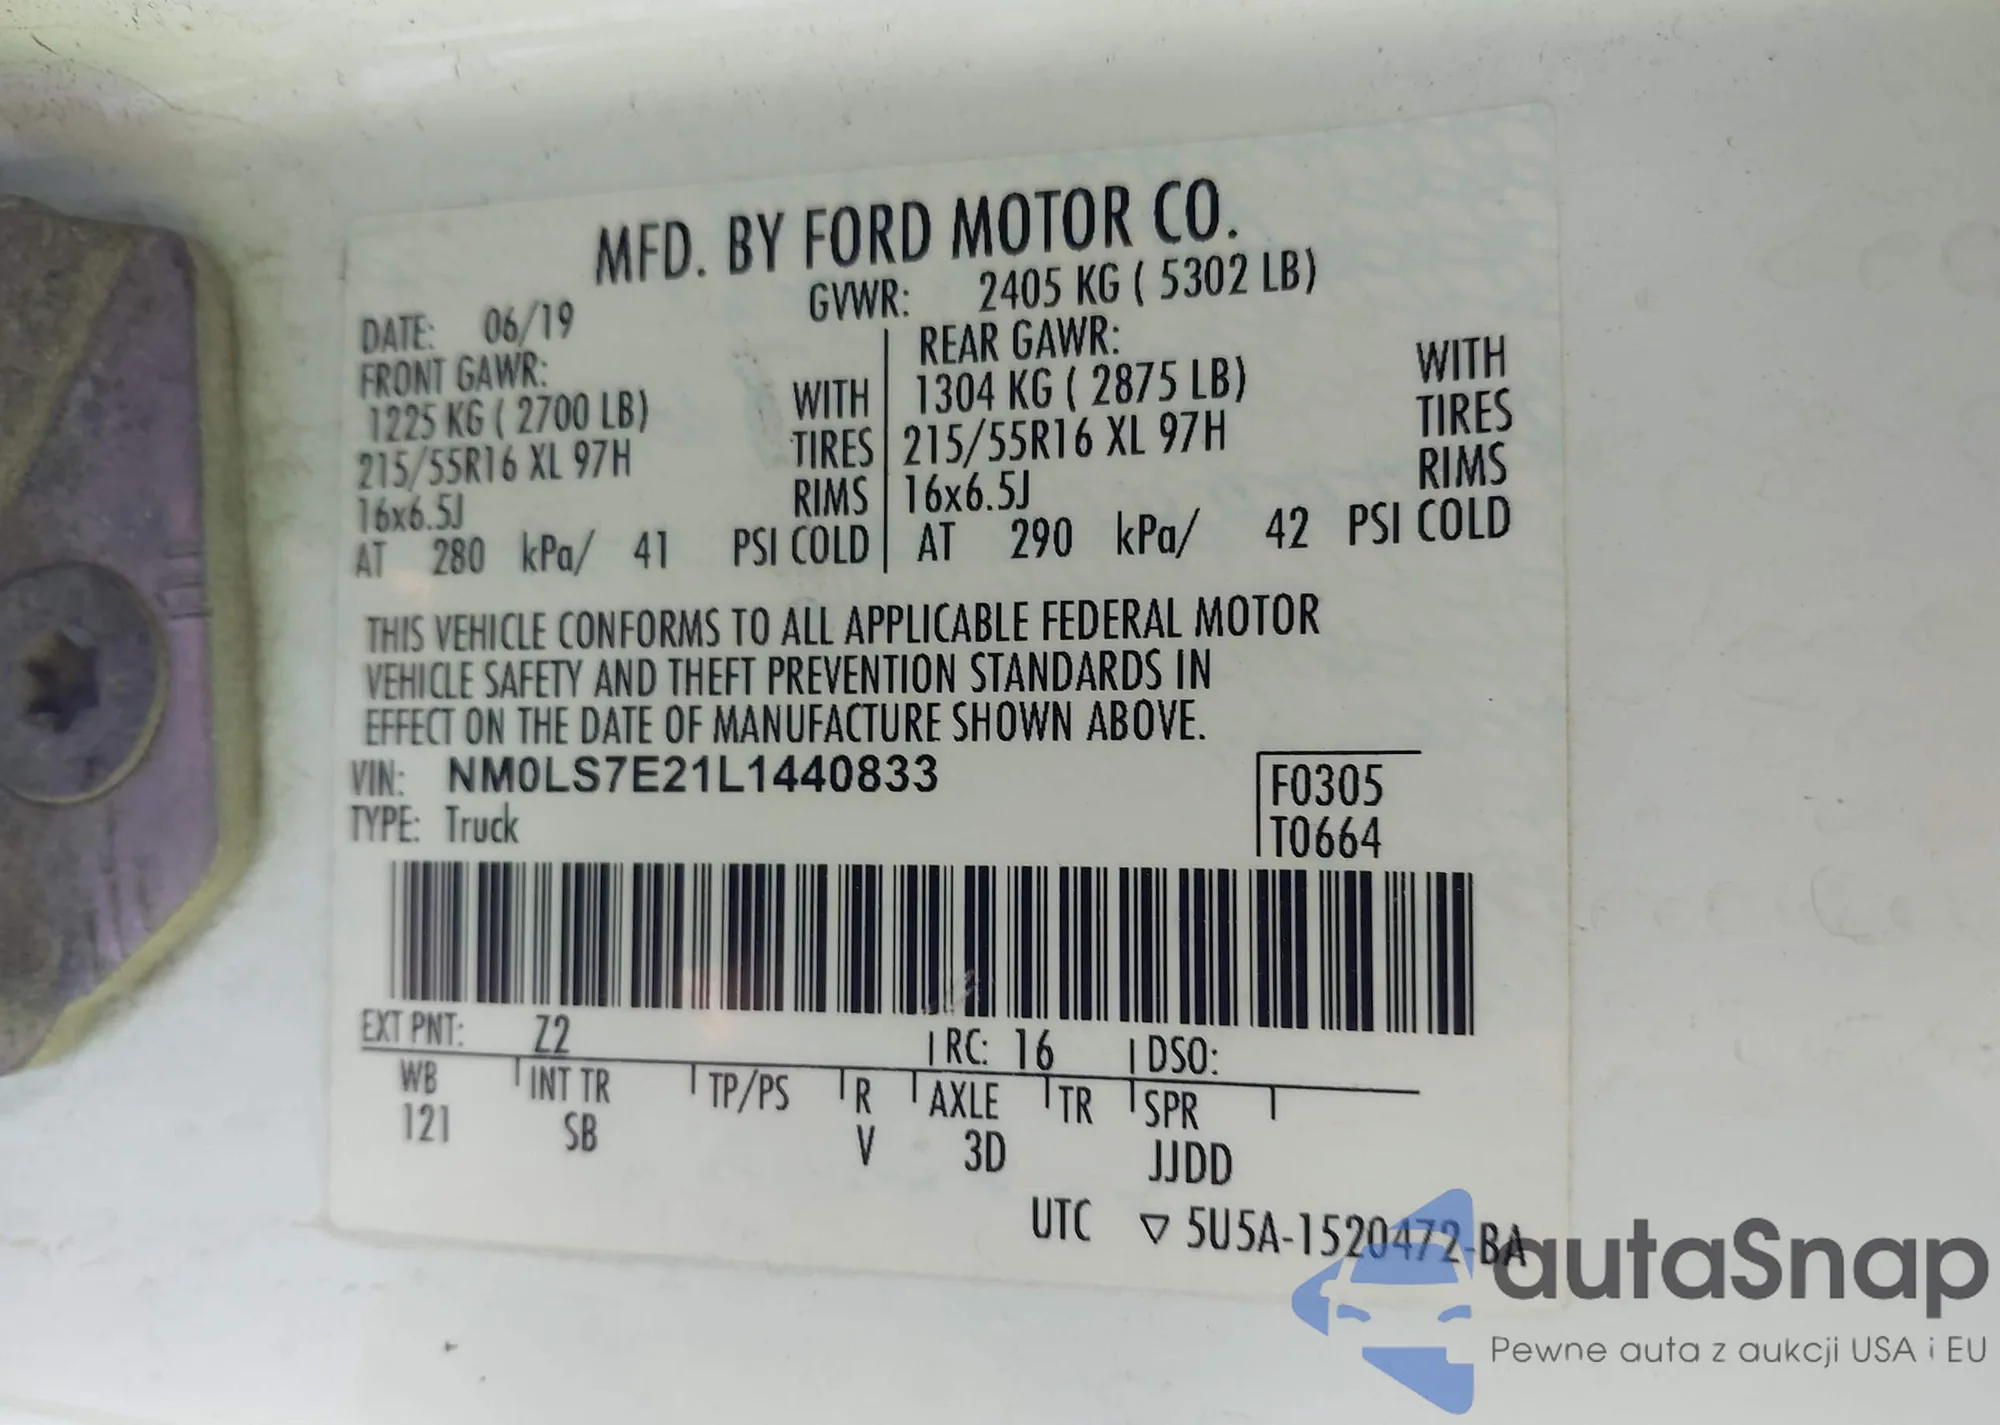 MFD. BY FORD MOTOR CO.
DATE: 06/19 GVWR: 2405 KG ( 5302 LB)
FRONT GAWR: REAR GAWR:
1225 KG ( 2700 LB) WITH 1304 KG ( 2875 LB) WITH
215/55R16 XL 97H TIRES 215/55R16 XL 97H TIRES
16x6.5J RIMS 16x6.5J RIMS
AT 280 kPa/ 41 PSI COLD AT 290 kPa/ 42 PSI COLD
THIS VEHICLE CONFORMS TO ALL APPLICABLE FEDERAL MOTOR
VEHICLE SAFETY AND THEFT PREVENTION STANDARDS IN
EFFECT ON THE DATE OF MANUFACTURE SHOWN ABOVE.
VIN: NM0LS7E21L1440833 F0305
TYPE: Truck T0664
EXT PNT: Z2 RC: 16 DSO:
WB INT TR TP/PS R AXLE TR SPR
121 SB V 3D JJDD
UTC ▽ 5U5A-1520472-BA
autaSnap
Pewne auta z aukcji USA i EU